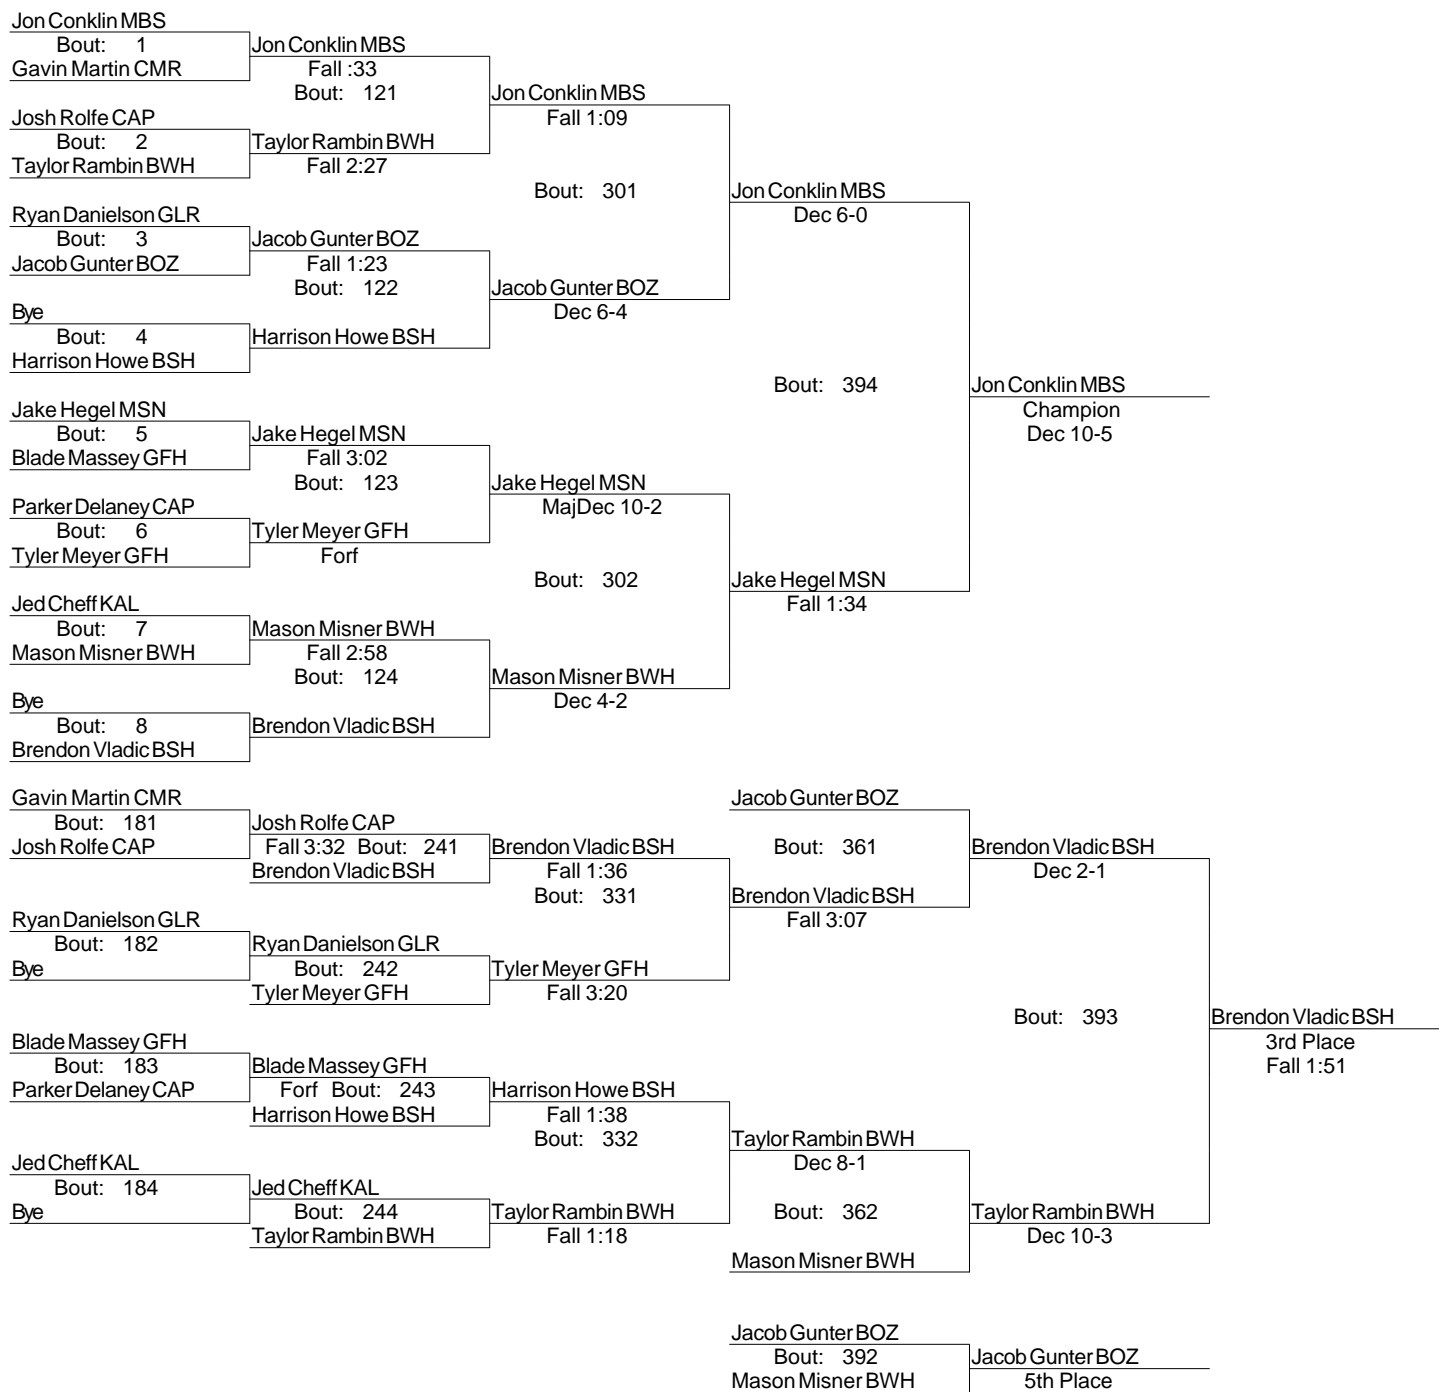 Jon Conklin MBS
Bout: 1 Jon Conklin MBS
Gavin Martin CMR Fall :33
Bout: 121 Jon Conklin MBS
Josh Rolfe CAP Fall 1:09
Bout: 2 Taylor Rambin BWH
Taylor Rambin BWH Fall 2:27
Bout: 301 Jon Conklin MBS
Ryan Danielson GLR Dec 6-0
Bout: 3 Jacob Gunter BOZ
Jacob Gunter BOZ Fall 1:23
Bout: 122 Jacob Gunter BOZ
Bye Dec 6-4
Bout: 4 Harrison Howe BSH
Harrison Howe BSH
Bout: 394 Jon Conklin MBS
Jake Hegel MSN Champion
Bout: 5 Jake Hegel MSN Dec 10-5
Blade Massey GFH Fall 3:02
Bout: 123 Jake Hegel MSN
Parker Delaney CAP MajDec 10-2
Bout: 6 Tyler Meyer GFH
Tyler Meyer GFH Forf
Bout: 302 Jake Hegel MSN
Jed Cheff KAL Fall 1:34
Bout: 7 Mason Misner BWH
Mason Misner BWH Fall 2:58
Bout: 124 Mason Misner BWH
Bye Dec 4-2
Bout: 8 Brendon Vladic BSH
Brendon Vladic BSH
Gavin Martin CMR Jacob Gunter BOZ
Bout: 181 Josh Rolfe CAP
Josh Rolfe CAP Fall 3:32 Bout: 241 Brendon Vladic BSH Bout: 361 Brendon Vladic BSH
Brendon Vladic BSH Fall 1:36 Dec 2-1
Bout: 331 Brendon Vladic BSH
Ryan Danielson GLR Fall 3:07
Bout: 182 Ryan Danielson GLR
Bye Bout: 242 Tyler Meyer GFH
Tyler Meyer GFH Fall 3:20
Bout: 393 Brendon Vladic BSH
Blade Massey GFH 3rd Place
Bout: 183 Blade Massey GFH Fall 1:51
Parker Delaney CAP Forf Bout: 243 Harrison Howe BSH
Harrison Howe BSH Fall 1:38
Bout: 332 Taylor Rambin BWH
Jed Cheff KAL Dec 8-1
Bout: 184 Jed Cheff KAL
Bye Bout: 244 Taylor Rambin BWH Bout: 362 Taylor Rambin BWH
Taylor Rambin BWH Fall 1:18 Dec 10-3
Mason Misner BWH
Jacob Gunter BOZ
Bout: 392 Jacob Gunter BOZ
Mason Misner BWH 5th Place